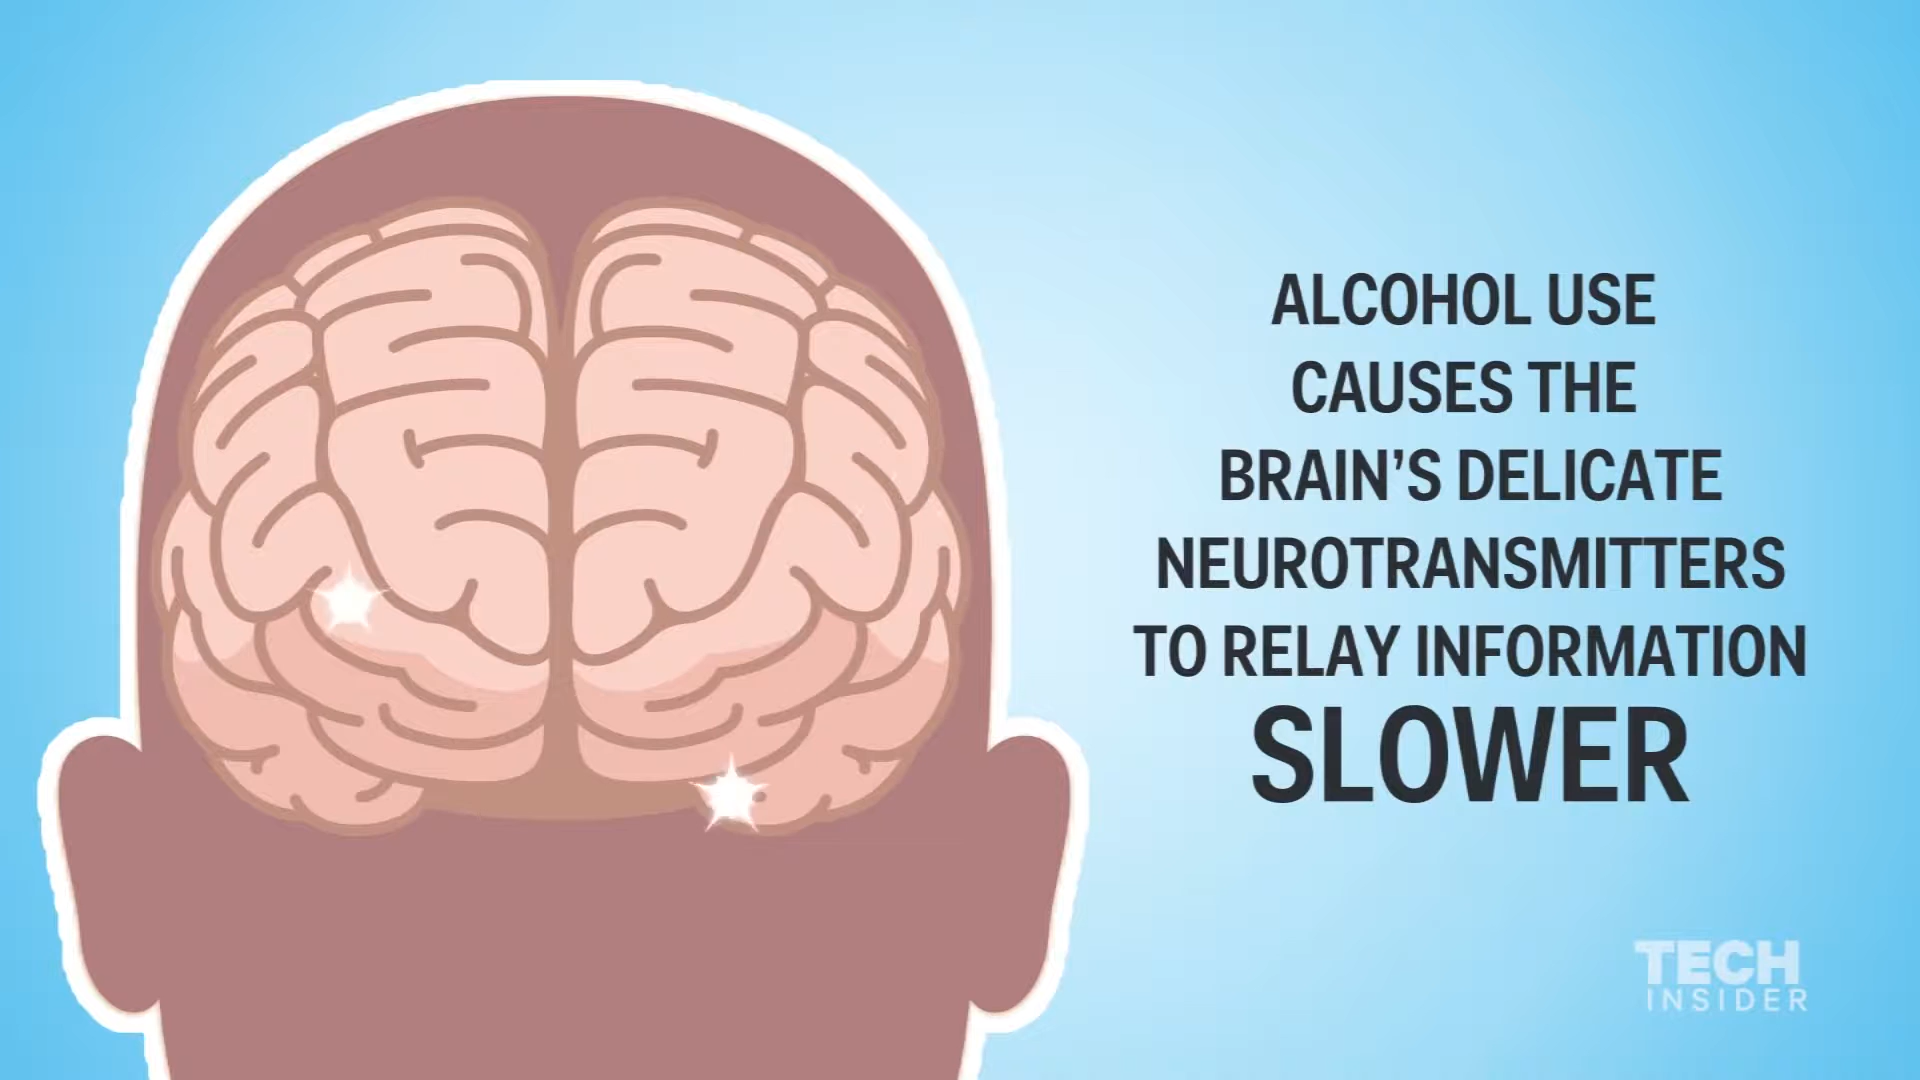 ALCOHOL USE
CAUSES THE
BRAIN'S DELICATE
NEUROTRANSMITTERS
TO RELAY INFORMATION
SLOWER
TECH
INSIDER